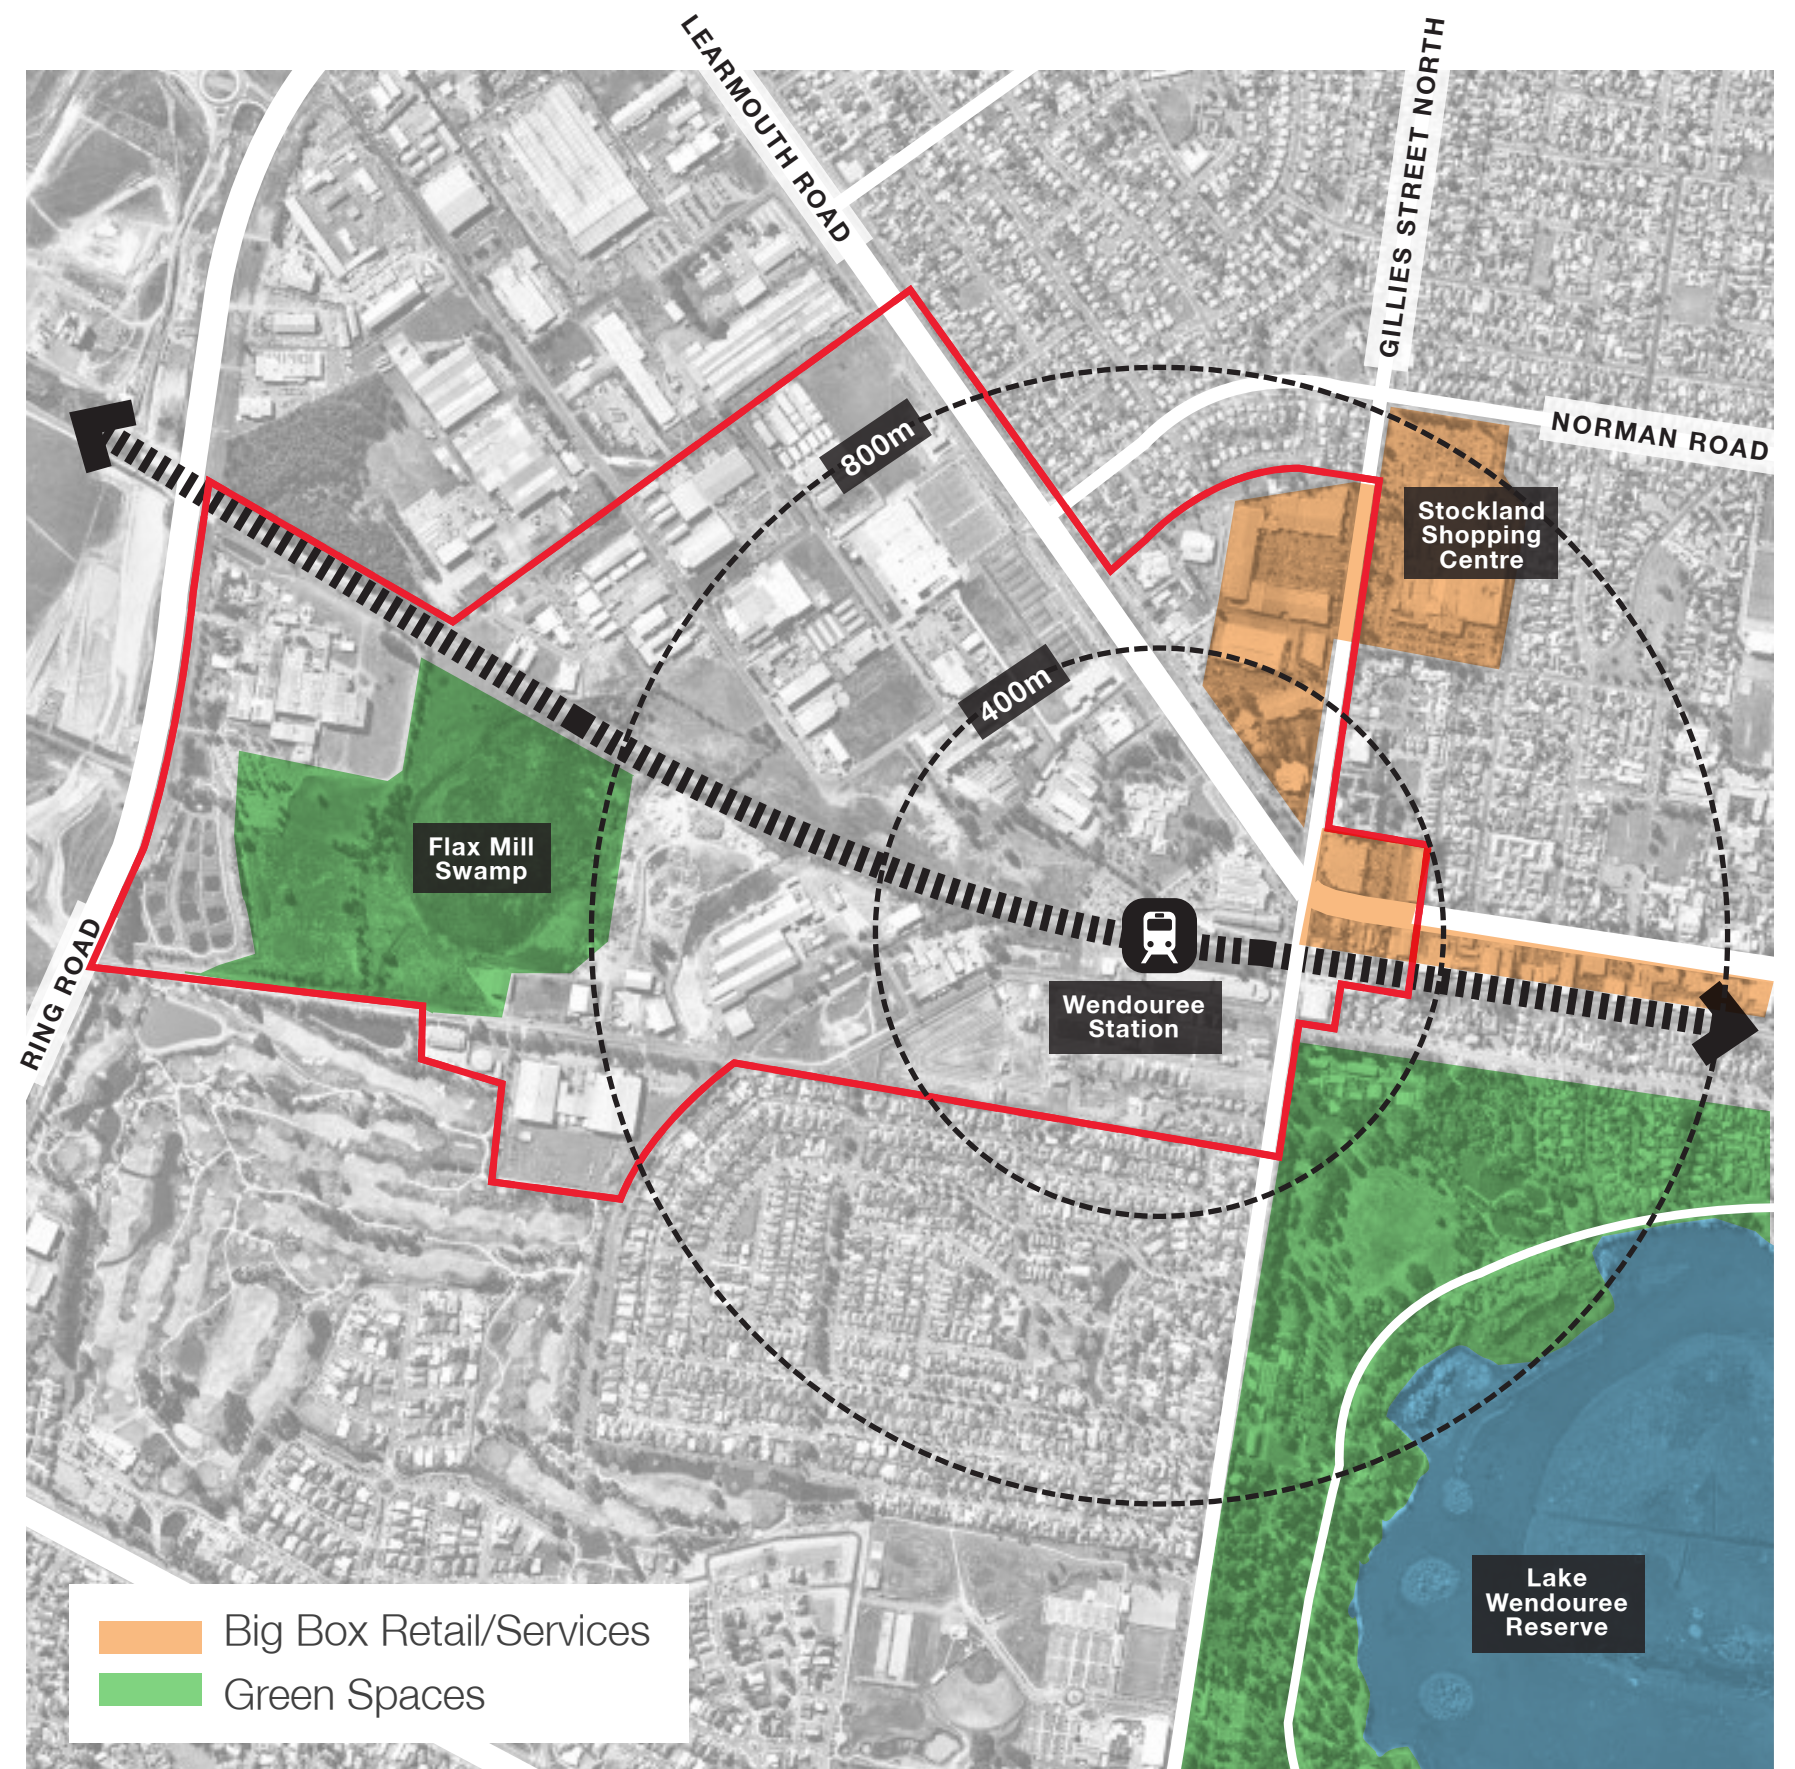 LEARMOUTH ROAD
GILLIES STREET NORTH
NORMAN ROAD
800m
Stockland
Shopping
Centre
400m
Flax Mill
Swamp
RING ROAD
Wendouree
Station
Lake
Wendouree
Reserve
Big Box Retail/Services
Green Spaces